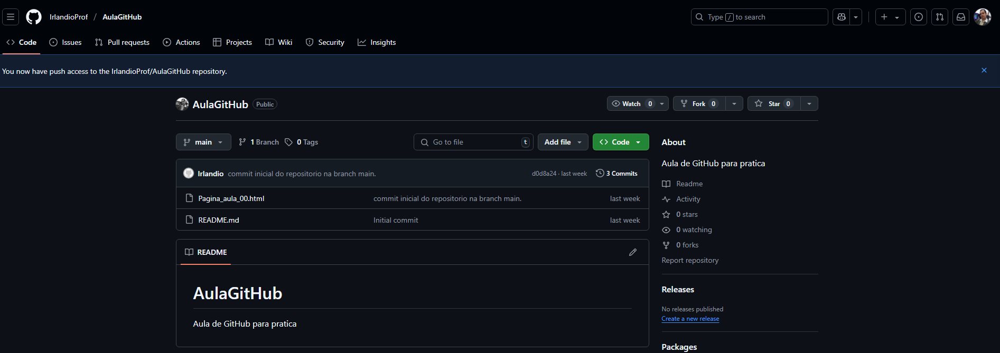 IrlandioProf / AulaGitHub
Type / to search
Code Issues Pull requests Actions Projects Wiki Security Insights
You now have push access to the IrlandioProf/AulaGitHub repository.
AulaGitHub Public
Watch 0 Fork 0 Star 0
main 1 Branch 0 Tags Go to file t Add file Code
Irlandio commit inicial do repositorio na branch main. d0d8a24 · last week 3 Commits
Pagina_aula_00.html commit inicial do repositorio na branch main. last week
README.md Initial commit last week
README
AulaGitHub
Aula de GitHub para pratica
About
Aula de GitHub para pratica
Readme
Activity
0 stars
0 watching
0 forks
Report repository
Releases
No releases published
Create a new release
Packages